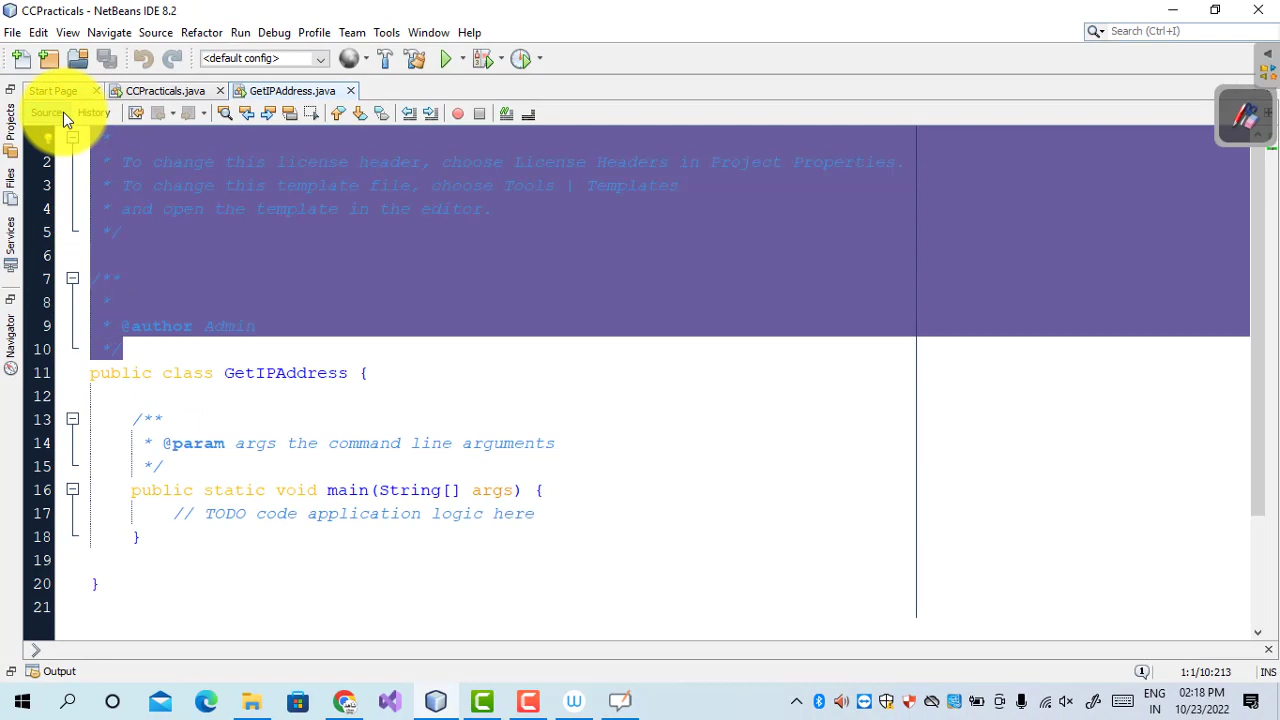 CCPracticals - NetBeans IDE 8.2
File Edit View Navigate Source Refactor Run Debug Profile Team Tools Window Help
Search (Ctrl+I)
<default config>
Start Page CCPracticals.java GetIPAddress.java
Source History
Projects
Files
Services
Navigator
*
2 * To change this license header, choose License Headers in Project Properties.
3 * To change this template file, choose Tools | Templates
4 * and open the template in the editor.
5 */
6
7 /**
8 *
9 * @author Admin
10 */
11 public class GetIPAddress {
12
13 /**
14 * @param args the command line arguments
15 */
16 public static void main(String[] args) {
17 // TODO code application logic here
18 }
19
20 }
21
Output
1 1:1/10:213 INS
ENG 02:18 PM
IN 10/23/2022